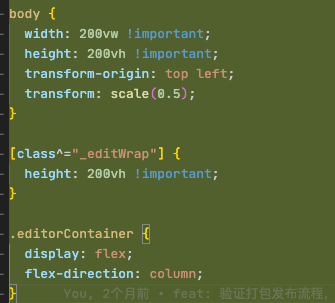 body {
  width: 200vw !important;
  height: 200vh !important;
  transform-origin: top left;
  transform: scale(0.5);
}

[class^="_editWrap"] {
  height: 200vh !important;
}

.editorContainer {
  display: flex;
  flex-direction: column;
}       You, 2个月前 • feat: 验证打包发布流程,